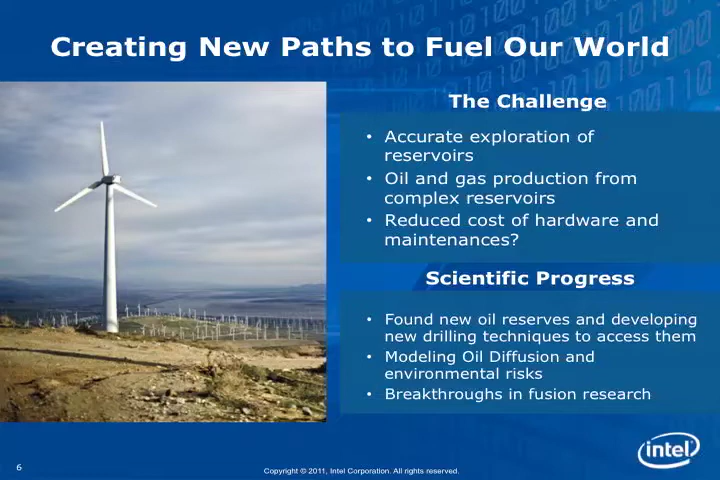 Creating New Paths to Fuel Our World
The Challenge
• Accurate exploration of
reservoirs
• Oil and gas production from
complex reservoirs
• Reduced cost of hardware and
maintenances?
Scientific Progress
• Found new oil reserves and developing
new drilling techniques to access them
• Modeling Oil Diffusion and
environmental risks
• Breakthroughs in fusion research
6
Copyright © 2011, Intel Corporation. All rights reserved.
intel